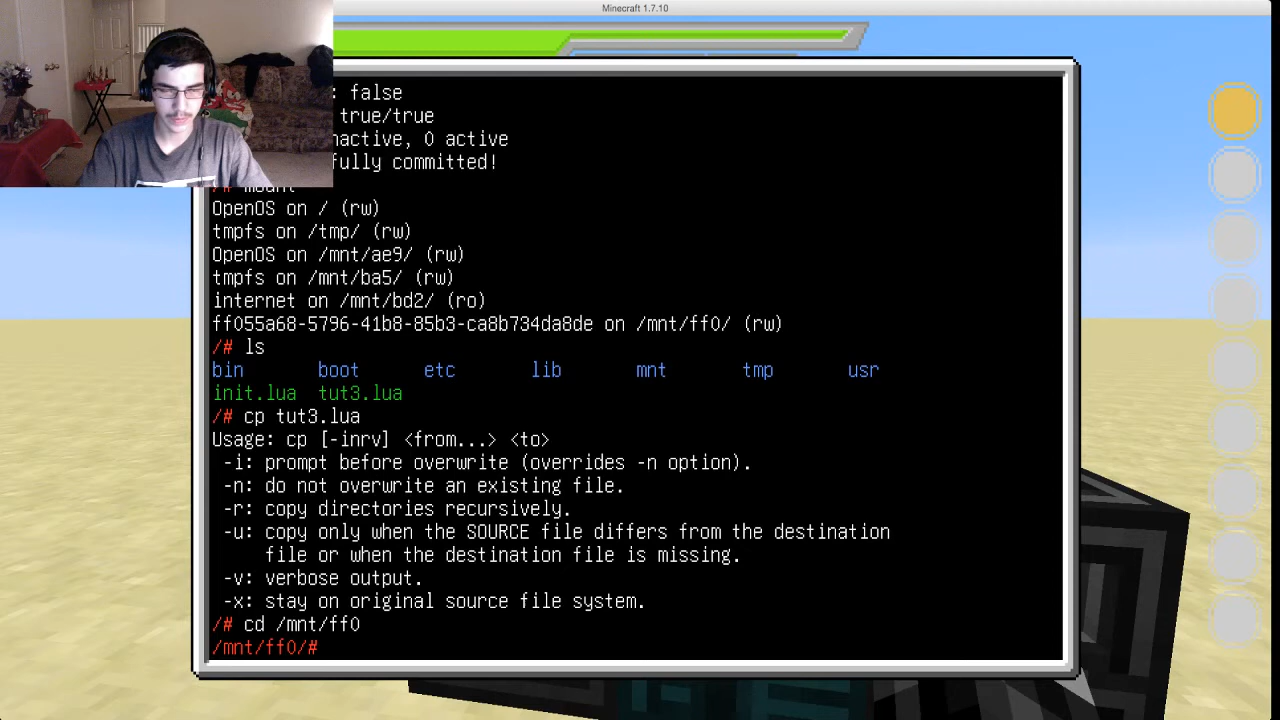 Minecraft 1.7.10
: false
true/true
nactive, 0 active
fully committed!
/# mount
OpenOS on / (rw)
tmpfs on /tmp/ (rw)
OpenOS on /mnt/ae9/ (rw)
tmpfs on /mnt/ba5/ (rw)
internet on /mnt/bd2/ (ro)
ff055a68-5796-41b8-85b3-ca8b734da8de on /mnt/ff0/ (rw)
/# ls
bin boot etc lib mnt tmp usr
init.lua tut3.lua
/# cp tut3.lua
Usage: cp [-inrv] <from...> <to>
-i: prompt before overwrite (overrides -n option).
-n: do not overwrite an existing file.
-r: copy directories recursively.
-u: copy only when the SOURCE file differs from the destination
file or when the destination file is missing.
-v: verbose output.
-x: stay on original source file system.
/# cd /mnt/ff0
/mnt/ff0/#